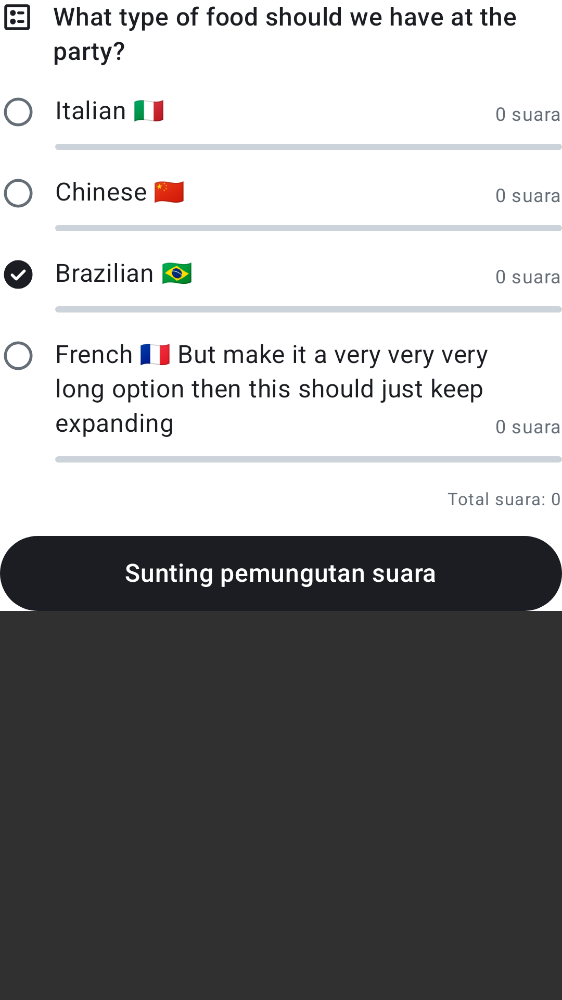 What type of food should we have at the
party?
Italian 🇮🇹
0 suara
Chinese 🇨🇳
0 suara
Brazilian 🇧🇷
0 suara
French 🇫🇷 But make it a very very very
long option then this should just keep
expanding
0 suara
Total suara: 0
Sunting pemungutan suara